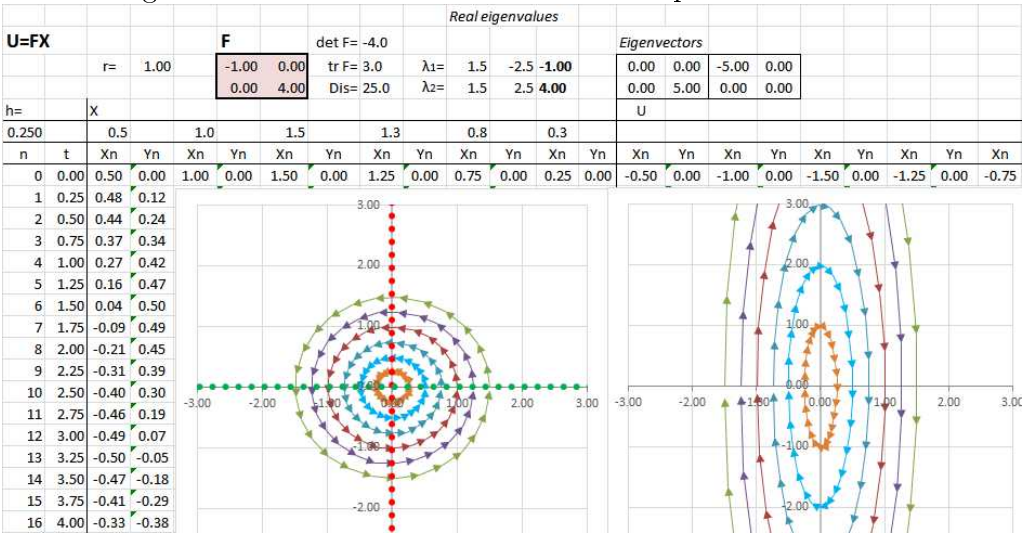 Real eigenvalues
U=FX F det F= -4.0 Eigenvectors
r= 1.00 -1.00 0.00 tr F= 3.0 λ1= 1.5 -2.5 -1.00 0.00 0.00 -5.00 0.00
0.00 4.00 Dis= 25.0 λ2= 1.5 2.5 4.00 0.00 5.00 0.00 0.00
h= X U
0.250 0.5 1.0 1.5 1.3 0.8 0.3
n t Xn Yn Xn Yn Xn Yn Xn Yn Xn Yn Xn Yn Xn Yn Xn Yn Xn Yn Xn Yn Xn
0 0.00 0.50 0.00 1.00 0.00 1.50 0.00 1.25 0.00 0.75 0.00 0.25 0.00 -0.50 0.00 -1.00 0.00 -1.50 0.00 -1.25 0.00 -0.75
1 0.25 0.48 0.12
2 0.50 0.44 0.24
3 0.75 0.37 0.34
4 1.00 0.27 0.42
5 1.25 0.16 0.47
6 1.50 0.04 0.50
7 1.75 -0.09 0.49
8 2.00 -0.21 0.45
9 2.25 -0.31 0.39
10 2.50 -0.40 0.30
11 2.75 -0.46 0.19
12 3.00 -0.49 0.07
13 3.25 -0.50 -0.05
14 3.50 -0.47 -0.18
15 3.75 -0.41 -0.29
16 4.00 -0.33 -0.38
3.00
2.00
1.00
-3.00 -2.00 1.00 2.00 3.00
-1.00
-2.00
3.00
2.00
1.00
0.00
-3.00 -2.00 0.00 1.00 2.00 3.00
-1.00
-2.00